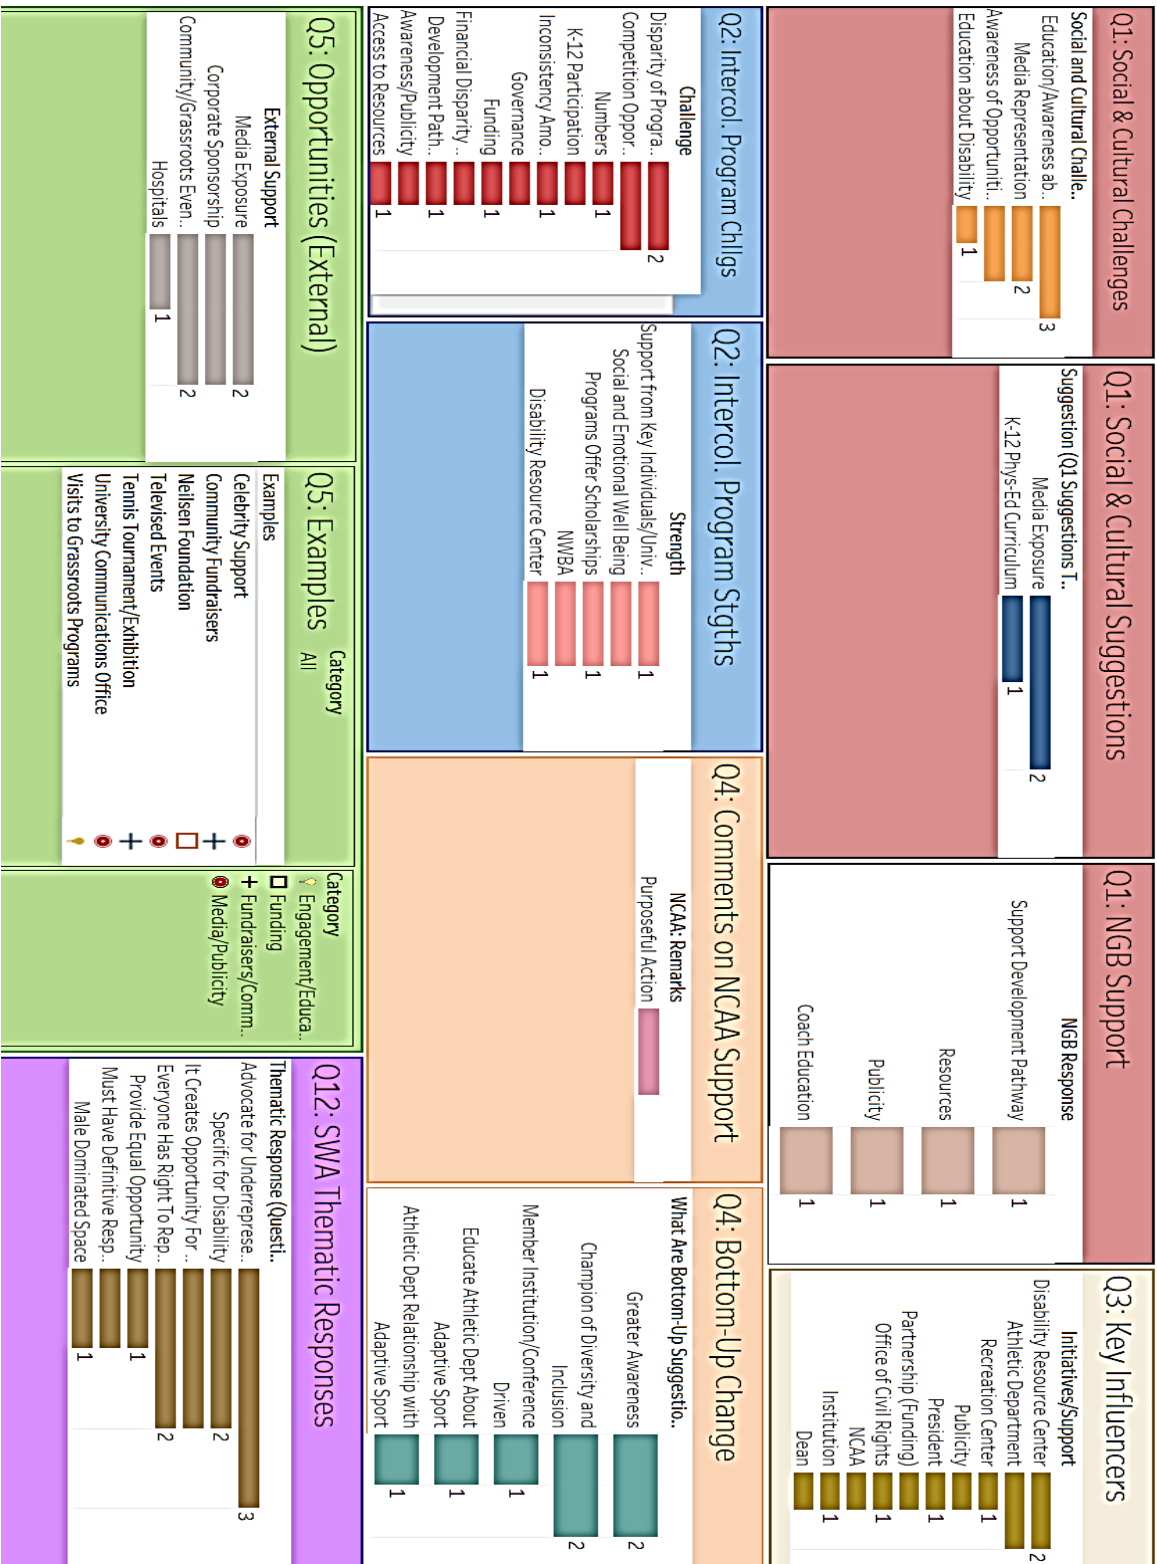 Q1: Social & Cultural Challenges
Social and Cultural Challe..
Education/Awareness ab.. 3
Media Representation 2
Awareness of Opportuniti..
Education about Disability 1
Q1: Social & Cultural Suggestions
Suggestion (Q1 Suggestions T..
Media Exposure 2
K-12 Phys-Ed Curriculum 1
Q1: NGB Support
NGB Response
Support Development Pathway 1
Resources 1
Publicity 1
Coach Education 1
Q3: Key Influencers
Initiatives/Support
Disability Resource Center 2
Athletic Department
Recreation Center 1
Publicity
President 1
Partnership (Funding)
Office of Civil Rights 1
NCAA
Institution 1
Dean
Q2: Intercol. Program Chllgs
Challenge
Disparity of Progra.. 2
Competition Oppor..
Numbers 1
K-12 Participation
Inconsistency Amo.. 1
Governance
Funding 1
Financial Disparity ..
Development Path.. 1
Awareness/Publicity
Access to Resources 1
Q2: Intercol. Program Stgths
Strength
Support from Key Individuals/Univ.. 1
Social and Emotional Well Being
Programs Offer Scholarships 1
NWBA
Disability Resource Center 1
Q4: Comments on NCAA Support
NCAA: Remarks
Purposeful Action
Q4: Bottom-Up Change
What Are Bottom-Up Suggestio..
Greater Awareness 2
Champion of Diversity and
Inclusion 2
Member Institution/Conference
Driven 1
Educate Athletic Dept About
Adaptive Sport 1
Athletic Dept Relationship with
Adaptive Sport 1
Q5: Opportunities (External)
External Support
Media Exposure 2
Corporate Sponsorship
Community/Grassroots Even.. 2
Hospitals 1
Q5: Examples
Category
All
Examples
Celebrity Support
Community Fundraisers
Neilsen Foundation
Televised Events
Tennis Tournament/Exhibition
University Communications Office
Visits to Grassroots Programs
Category
Engagement/Educa..
Funding
Fundraisers/Comm..
Media/Publicity
Q12: SWA Thematic Responses
Thematic Response (Questi..
Advocate for Underreprese.. 3
Specific for Disability 2
It Creates Opportunity For ..
Everyone Has Right To Rep.. 2
Provide Equal Opportunity 1
Must Have Definitive Resp..
Male Dominated Space 1